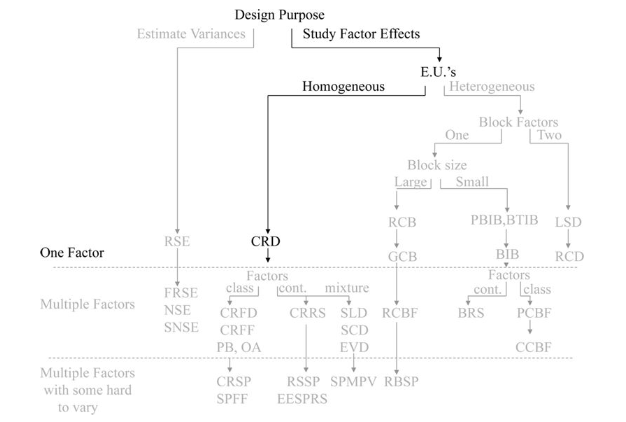 Design Purpose
Estimate Variances Study Factor Effects
E.U.'s
Homogeneous Heterogeneous
Block Factors
One Two
Block size
Large Small
RCB PBIB,BTIB LSD
RSE CRD
One Factor GCB BIB RCD
Factors Factors
class cont. mixture cont. class
Multiple Factors FRSE
NSE CRFD CRRS SLD RCBF BRS PCBF
SNSE CRFF SCD
PB, OA EVD CCBF
Multiple Factors
with some hard
to vary
CRSP RSSP SPMPV RBSP
SPFF EESPRS